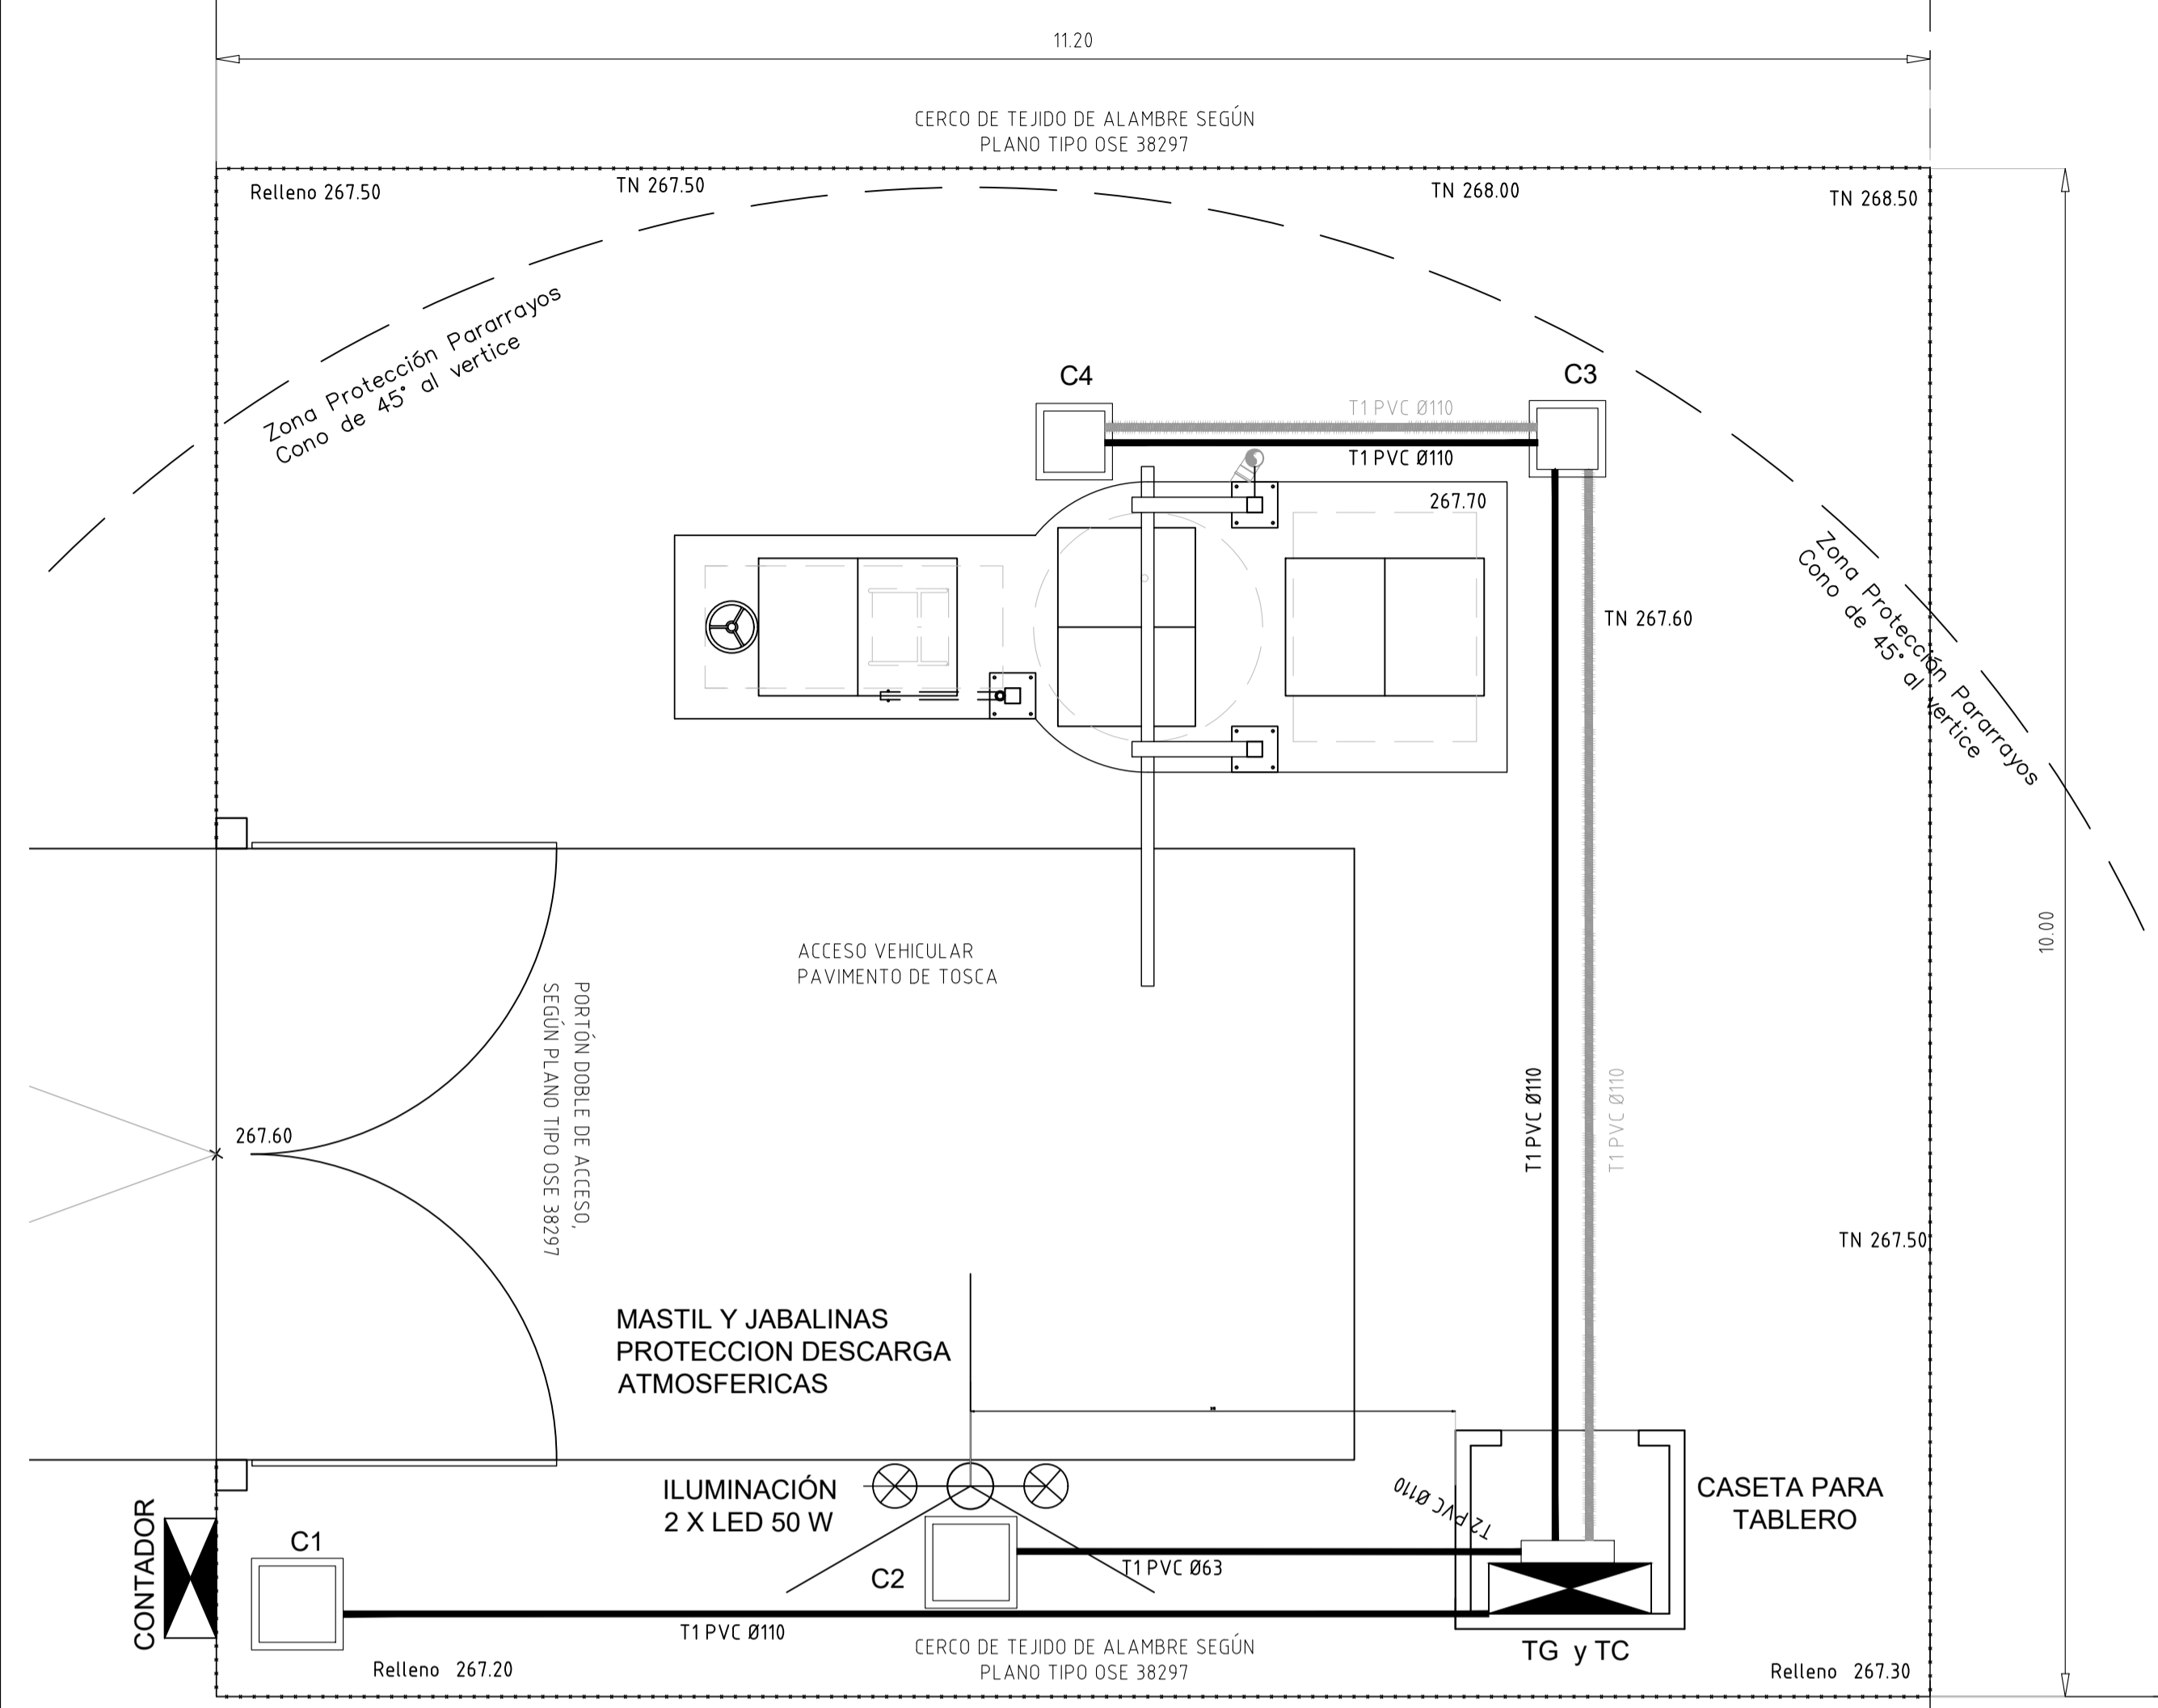 11.20
CERCO DE TEJIDO DE ALAMBRE SEGÚN
PLANO TIPO OSE 38297
Relleno 267.50
TN 267.50
TN 268.00
TN 268.50
Zona Protección Pararrayos
Cono de 45° al vertice
C4
C3
T1 PVC Ø110
T1 PVC Ø110
267.70
TN 267.60
Zona Protección Pararrayos
Cono de 45° al vertice
10.00
ACCESO VEHICULAR
PAVIMENTO DE TOSCA
PORTÓN DOBLE DE ACCESO,
SEGÚN PLANO TIPO OSE 38297
T1 PVC Ø110
T1 PVC Ø110
267.60
TN 267.50
MASTIL Y JABALINAS
PROTECCION DESCARGA
ATMOSFERICAS
ILUMINACIÓN
2 X LED 50 W
T2 PVC Ø110
CASETA PARA
TABLERO
CONTADOR
C1
C2
T1 PVC Ø63
T1 PVC Ø110
CERCO DE TEJIDO DE ALAMBRE SEGÚN
PLANO TIPO OSE 38297
TG y TC
Relleno 267.20
Relleno 267.30